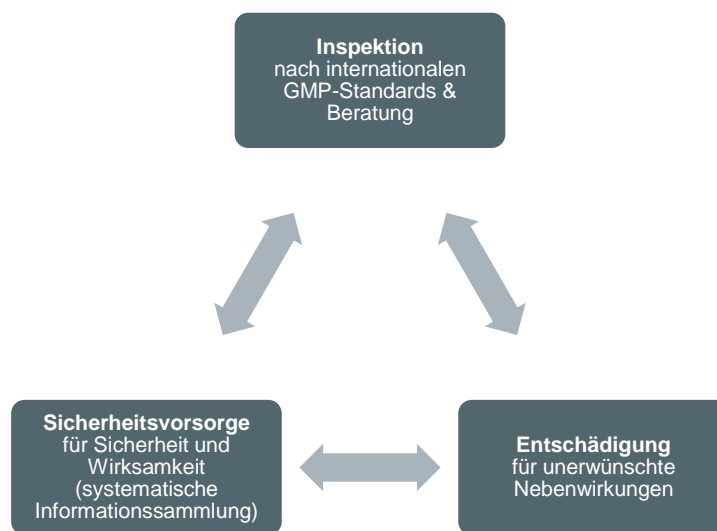 Inspektion
nach internationalen
GMP-Standards &
Beratung
Sicherheitsvorsorge
für Sicherheit und
Wirksamkeit
(systematische
Informationssammlung)
Entschädigung
für unerwünschte
Nebenwirkungen